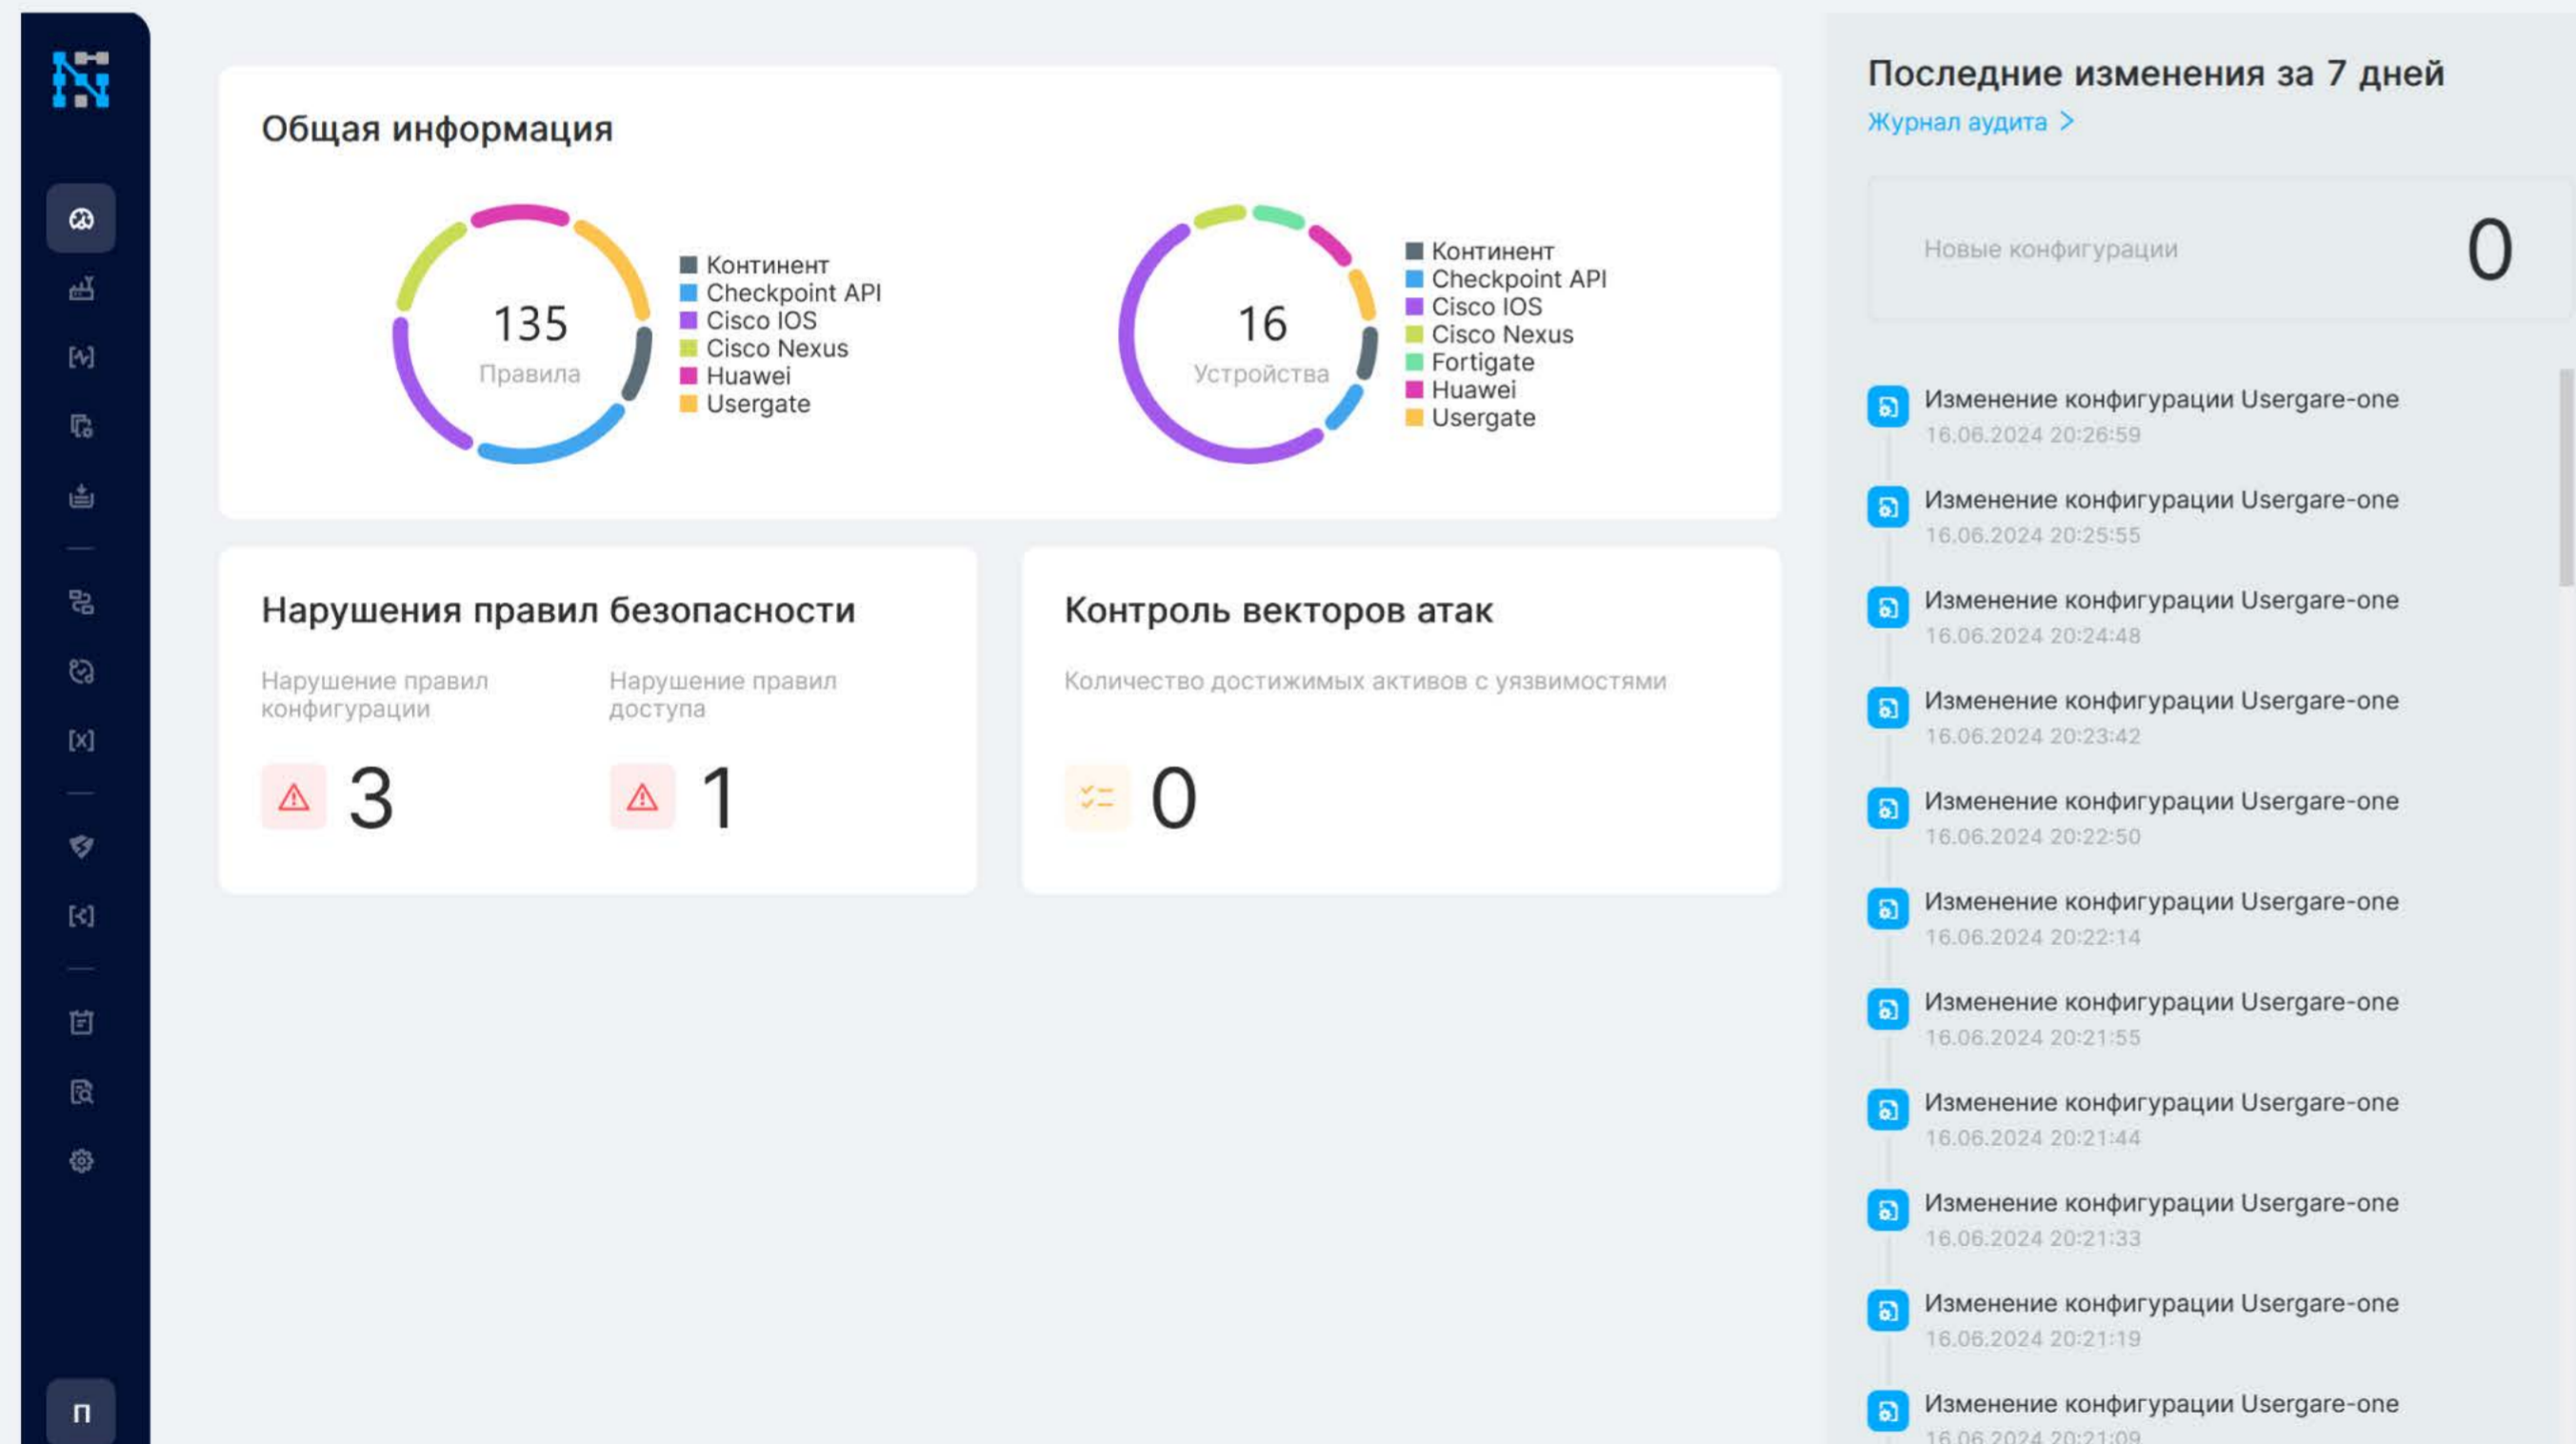 Общая информация
135
Правила
Континент
Checkpoint API
Cisco IOS
Cisco Nexus
Huawei
Usergate
16
Устройства
Континент
Checkpoint API
Cisco IOS
Cisco Nexus
Fortigate
Huawei
Usergate
Нарушения правил безопасности
Нарушение правил
конфигурации
3
Нарушение правил
доступа
1
Контроль векторов атак
Количество достижимых активов с уязвимостями
0
Последние изменения за 7 дней
Журнал аудита >
Новые конфигурации
0
Изменение конфигурации Usergare-one
16.06.2024 20:26:59
Изменение конфигурации Usergare-one
16.06.2024 20:25:55
Изменение конфигурации Usergare-one
16.06.2024 20:24:48
Изменение конфигурации Usergare-one
16.06.2024 20:23:42
Изменение конфигурации Usergare-one
16.06.2024 20:22:50
Изменение конфигурации Usergare-one
16.06.2024 20:22:14
Изменение конфигурации Usergare-one
16.06.2024 20:21:55
Изменение конфигурации Usergare-one
16.06.2024 20:21:44
Изменение конфигурации Usergare-one
16.06.2024 20:21:33
Изменение конфигурации Usergare-one
16.06.2024 20:21:19
Изменение конфигурации Usergare-one
16.06.2024 20:21:09
П